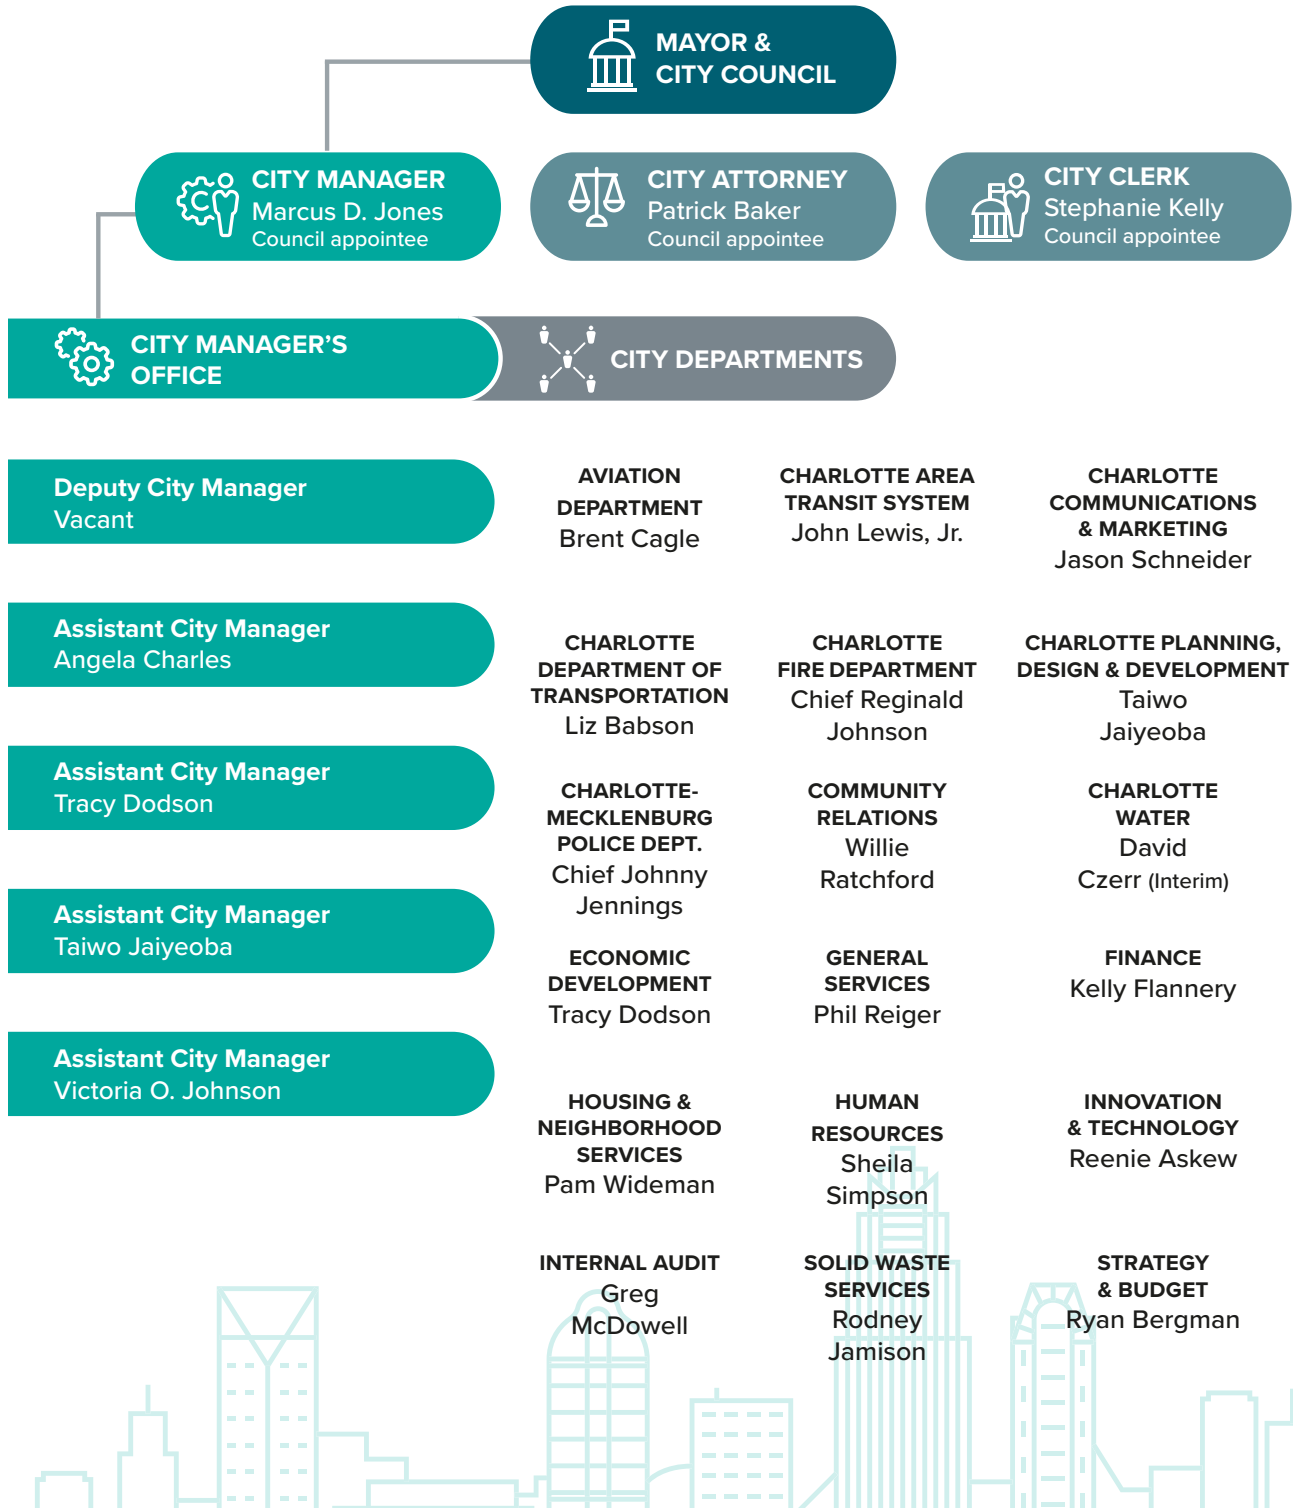 MAYOR &
CITY COUNCIL
CITY MANAGER
Marcus D. Jones
Council appointee
CITY ATTORNEY
Patrick Baker
Council appointee
CITY CLERK
Stephanie Kelly
Council appointee
CITY MANAGER'S
OFFICE
CITY DEPARTMENTS
Deputy City Manager
Vacant
Assistant City Manager
Angela Charles
Assistant City Manager
Tracy Dodson
Assistant City Manager
Taiwo Jaiyeoba
Assistant City Manager
Victoria O. Johnson
AVIATION
DEPARTMENT
Brent Cagle
CHARLOTTE AREA
TRANSIT SYSTEM
John Lewis, Jr.
CHARLOTTE
COMMUNICATIONS
& MARKETING
Jason Schneider
CHARLOTTE
DEPARTMENT OF
TRANSPORTATION
Liz Babson
CHARLOTTE
FIRE DEPARTMENT
Chief Reginald
Johnson
CHARLOTTE PLANNING,
DESIGN & DEVELOPMENT
Taiwo
Jaiyeoba
CHARLOTTE-
MECKLENBURG
POLICE DEPT.
Chief Johnny
Jennings
COMMUNITY
RELATIONS
Willie
Ratchford
CHARLOTTE
WATER
David
Czerr (Interim)
ECONOMIC
DEVELOPMENT
Tracy Dodson
GENERAL
SERVICES
Phil Reiger
FINANCE
Kelly Flannery
HOUSING &
NEIGHBORHOOD
SERVICES
Pam Wideman
HUMAN
RESOURCES
Sheila
Simpson
INNOVATION
& TECHNOLOGY
Reenie Askew
INTERNAL AUDIT
Greg
McDowell
SOLID WASTE
SERVICES
Rodney
Jamison
STRATEGY
& BUDGET
Ryan Bergman